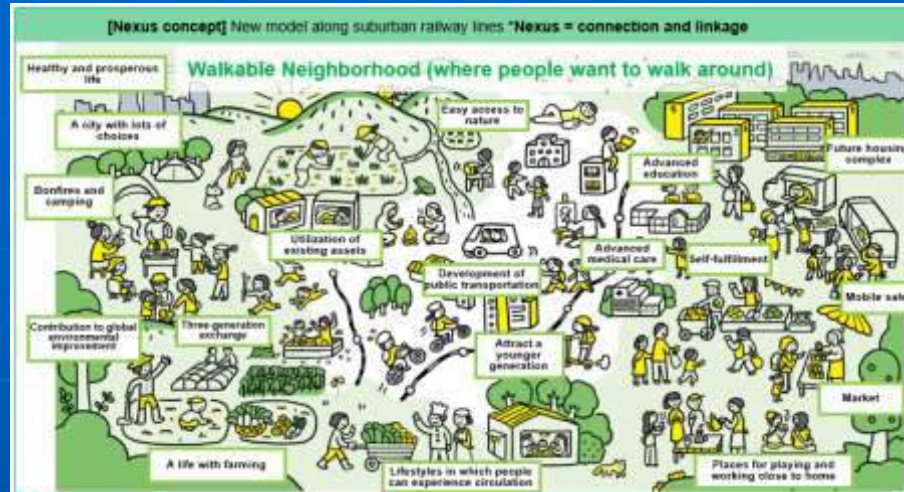 [Nexus concept] New model along suburban railway lines *Nexus = connection and linkage
Walkable Neighborhood (where people want to walk around)
Healthy and prosperous
life
A city with lots of
choices
Easy access to
nature
Future housing
complex
Advanced
education
Bonfires and
camping
Utilization of
existing assets
Advanced
medical care
Self-fulfillment
Development of
public transportation
Mobile sale
Contribution to global
environmental
improvement
Three-generation
exchange
Attract a
younger
generation
Market
A life with farming
Lifestyles in which people
can experience circulation
Places for playing and
working close to home